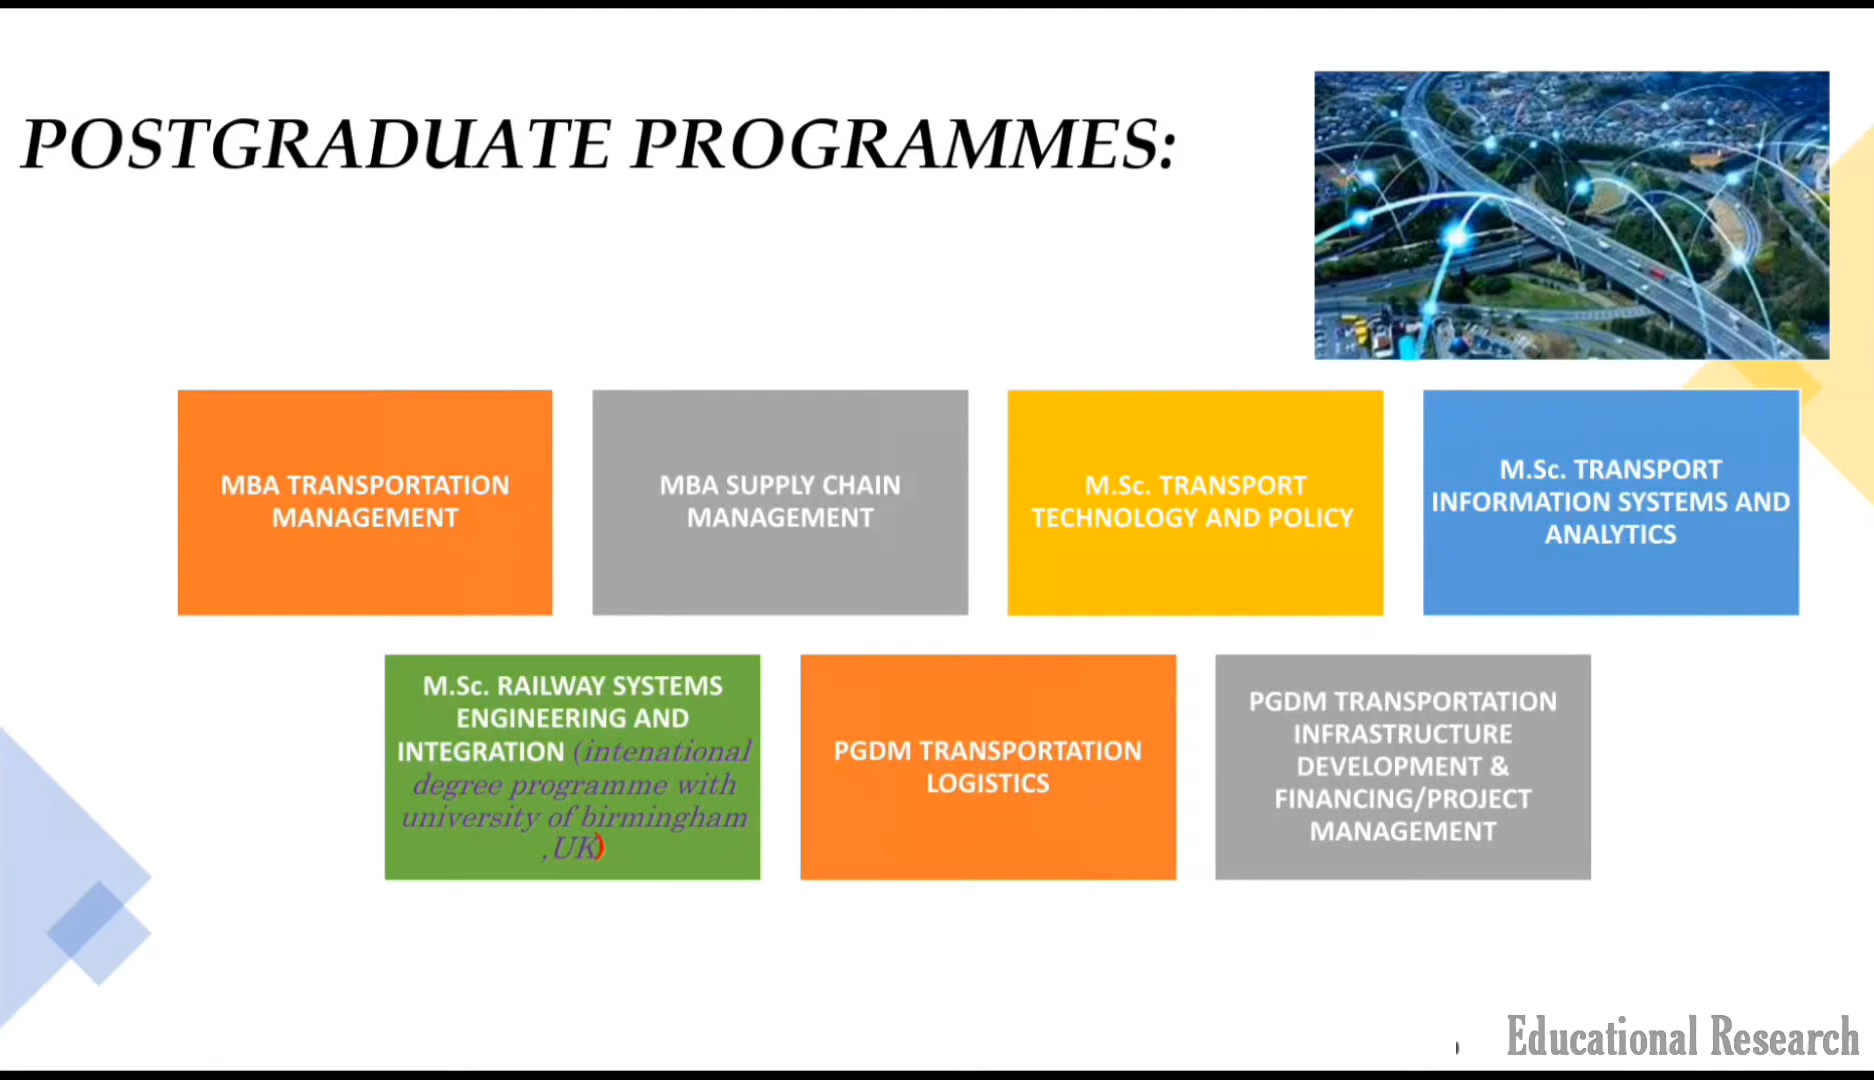 POSTGRADUATE PROGRAMMES:
MBA TRANSPORTATION
MANAGEMENT
MBA SUPPLY CHAIN
MANAGEMENT
M.Sc. TRANSPORT
TECHNOLOGY AND POLICY
M.Sc. TRANSPORT
INFORMATION SYSTEMS AND
ANALYTICS
M.Sc. RAILWAY SYSTEMS
ENGINEERING AND
INTEGRATION (intenational
degree programme with
university of birmingham
,UK)
PGDM TRANSPORTATION
LOGISTICS
PGDM TRANSPORTATION
INFRASTRUCTURE
DEVELOPMENT &
FINANCING/PROJECT
MANAGEMENT
Educational Research